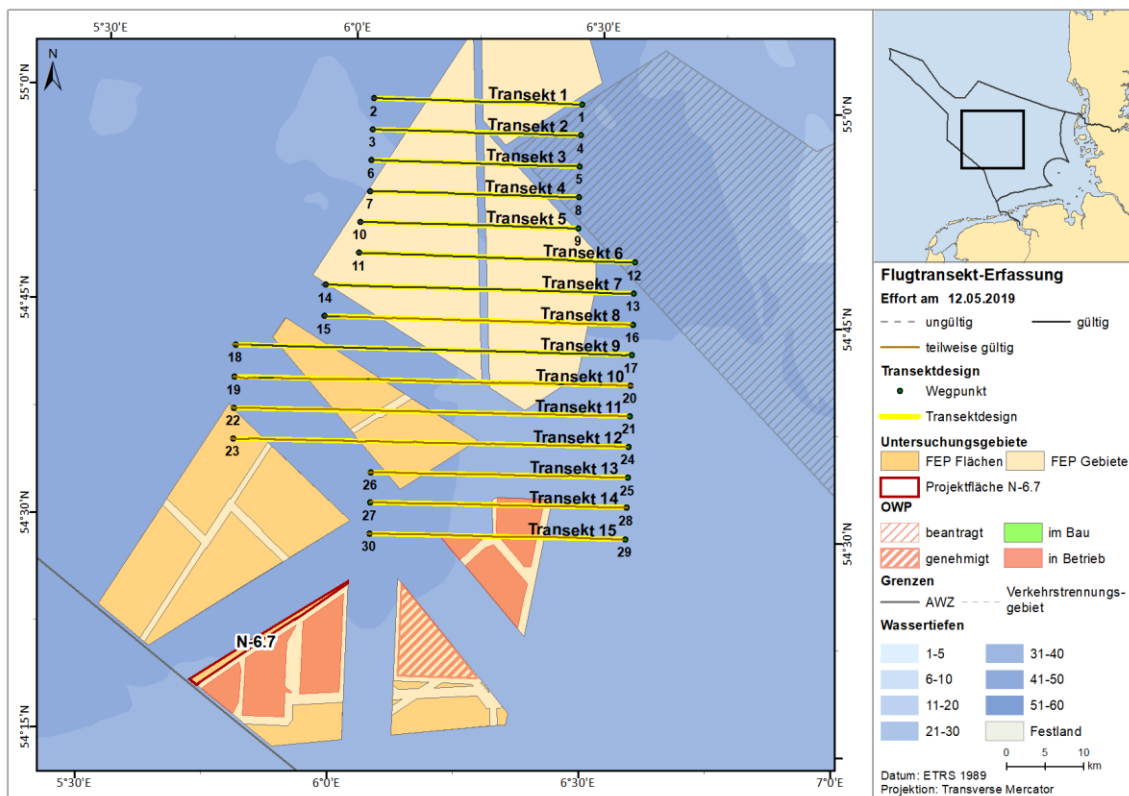 5°30'E
6°0'E
6°30'E
N
55°0'N
54°45'N
54°30'N
54°15'N
55°0'N
54°45'N
54°30'N
Transekt 1
2
1
Transekt 2
3
4
Transekt 3
6
5
Transekt 4
7
8
Transekt 5
10
9
Transekt 6
11
12
Transekt 7
14
13
Transekt 8
15
16
Transekt 9
18
17
Transekt 10
19
20
Transekt 11
22
21
Transekt 12
23
24
Transekt 13
26
25
Transekt 14
27
28
Transekt 15
30
29
N-6.7
5°30'E
6°0'E
6°30'E
7°0'E
Flugtransekt-Erfassung
Effort am 12.05.2019
ungültig
gültig
teilweise gültig
Transektdesign
Wegpunkt
Transektdesign
Untersuchungsgebiete
FEP Flächen
FEP Gebiete
Projektfläche N-6.7
OWP
beantragt
im Bau
genehmigt
in Betrieb
Grenzen
AWZ
Verkehrstrennungs-
gebiet
Wassertiefen
1-5
31-40
6-10
41-50
11-20
51-60
21-30
Festland
0 5 10
km
Datum: ETRS 1989
Projektion: Transverse Mercator